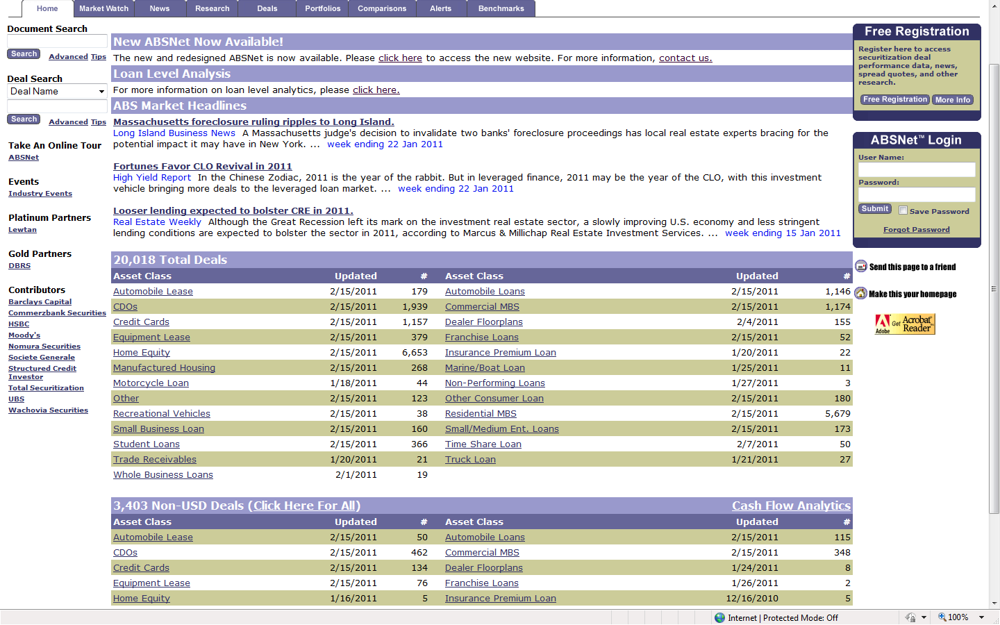 Home Market Watch News Research Deals Portfolios Comparisons Alerts Benchmarks
Document Search
Search Advanced Tips
Deal Search
Deal Name
Search Advanced Tips
Take An Online Tour
ABSNet
Events
Industry Events
Platinum Partners
Lewtan
Gold Partners
DBRS
Contributors
Barclays Capital
Commerzbank Securities
HSBC
Moody's
Nomura Securities
Societe Generale
Structured Credit
Investor
Total Securitization
UBS
Wachovia Securities
New ABSNet Now Available!
The new and redesigned ABSNet is now available. Please click here to access the new website. For more information, contact us.
Loan Level Analysis
For more information on loan level analytics, please click here.
ABS Market Headlines
Massachusetts foreclosure ruling ripples to Long Island.
Long Island Business News A Massachusetts judge's decision to invalidate two banks' foreclosure proceedings has local real estate experts bracing for the
potential impact it may have in New York. ... week ending 22 Jan 2011
Fortunes Favor CLO Revival in 2011
High Yield Report In the Chinese Zodiac, 2011 is the year of the rabbit. But in leveraged finance, 2011 may be the year of the CLO, with this investment
vehicle bringing more deals to the leveraged loan market. ... week ending 22 Jan 2011
Looser lending expected to bolster CRE in 2011.
Real Estate Weekly Although the Great Recession left its mark on the investment real estate sector, a slowly improving U.S. economy and less stringent
lending conditions are expected to bolster the sector in 2011, according to Marcus & Millichap Real Estate Investment Services. ... week ending 15 Jan 2011
20,018 Total Deals
Asset Class Updated # Asset Class Updated #
Automobile Lease 2/15/2011 179 Automobile Loans 2/15/2011 1,146
CDOs 2/15/2011 1,939 Commercial MBS 2/15/2011 1,174
Credit Cards 2/15/2011 1,157 Dealer Floorplans 2/4/2011 155
Equipment Lease 2/15/2011 379 Franchise Loans 2/15/2011 52
Home Equity 2/15/2011 6,653 Insurance Premium Loan 1/20/2011 22
Manufactured Housing 2/15/2011 268 Marine/Boat Loan 1/25/2011 11
Motorcycle Loan 1/18/2011 44 Non-Performing Loans 1/27/2011 3
Other 2/15/2011 123 Other Consumer Loan 2/15/2011 180
Recreational Vehicles 2/15/2011 38 Residential MBS 2/15/2011 5,679
Small Business Loan 2/15/2011 160 Small/Medium Ent. Loans 2/15/2011 173
Student Loans 2/15/2011 366 Time Share Loan 2/7/2011 50
Trade Receivables 1/20/2011 21 Truck Loan 1/21/2011 27
Whole Business Loans 2/1/2011 19
3,403 Non-USD Deals (Click Here For All) Cash Flow Analytics
Asset Class Updated # Asset Class Updated #
Automobile Lease 2/15/2011 50 Automobile Loans 2/15/2011 115
CDOs 2/15/2011 462 Commercial MBS 2/15/2011 348
Credit Cards 2/15/2011 134 Dealer Floorplans 1/24/2011 8
Equipment Lease 2/15/2011 76 Franchise Loans 1/26/2011 2
Home Equity 1/16/2011 5 Insurance Premium Loan 12/16/2010 5
Free Registration
Register here to access
securitization deal
performance data, news,
spread quotes, and other
research.
Free Registration More Info
ABSNet™ Login
User Name:
Password:
Submit Save Password
Forgot Password
Send this page to a friend
Make this your homepage
Adobe Get Acrobat
Reader
Internet | Protected Mode: Off 100%